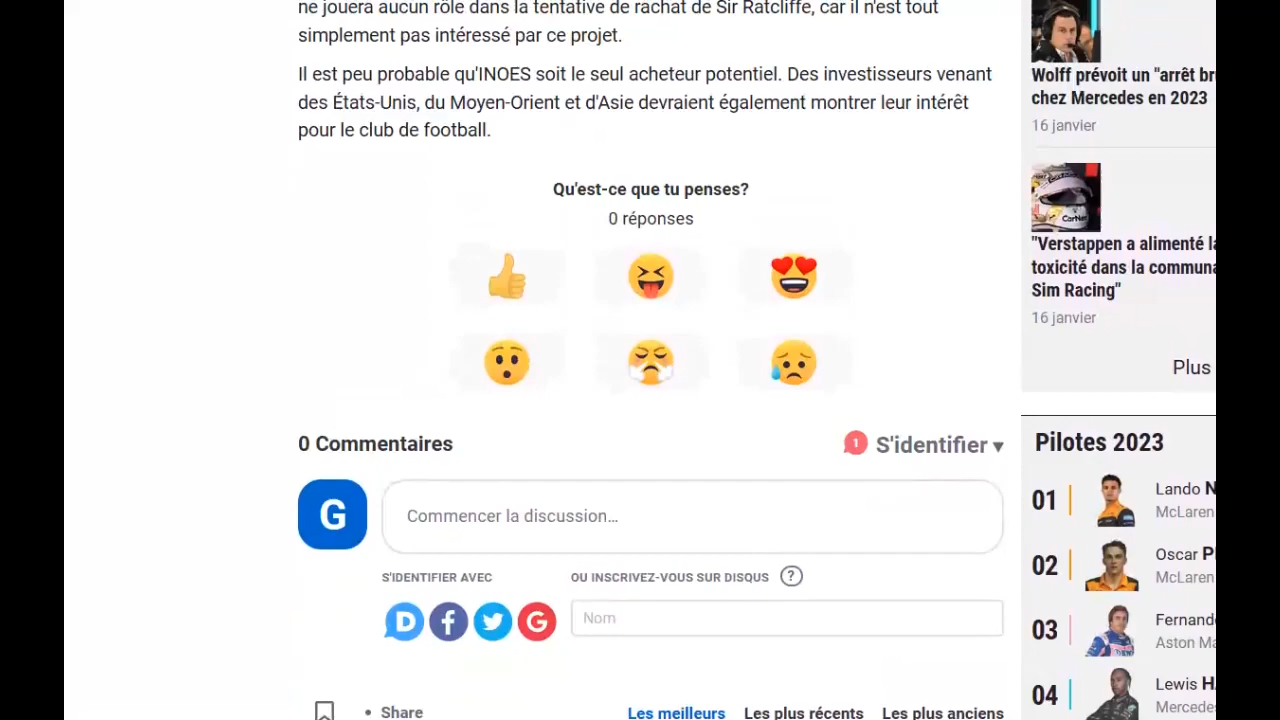 ne jouera aucun rôle dans la tentative de rachat de Sir Ratcliffe, car il n'est tout
simplement pas intéressé par ce projet.
Il est peu probable qu'INOES soit le seul acheteur potentiel. Des investisseurs venant
des États-Unis, du Moyen-Orient et d'Asie devraient également montrer leur intérêt
pour le club de football.
Qu'est-ce que tu penses?
0 réponses
0 Commentaires
1 S'identifier
G
Commencer la discussion...
S'IDENTIFIER AVEC
OU INSCRIVEZ-VOUS SUR DISQUS ?
D f G
Nom
• Share
Les meilleurs Les plus récents Les plus anciens
Wolff prévoit un "arrêt br
chez Mercedes en 2023
16 janvier
"Verstappen a alimenté la
toxicité dans la communa
Sim Racing"
16 janvier
Plus
Pilotes 2023
01 Lando N
McLaren
02 Oscar P
McLaren
03 Fernand
Aston Ma
04 Lewis H
Mercede